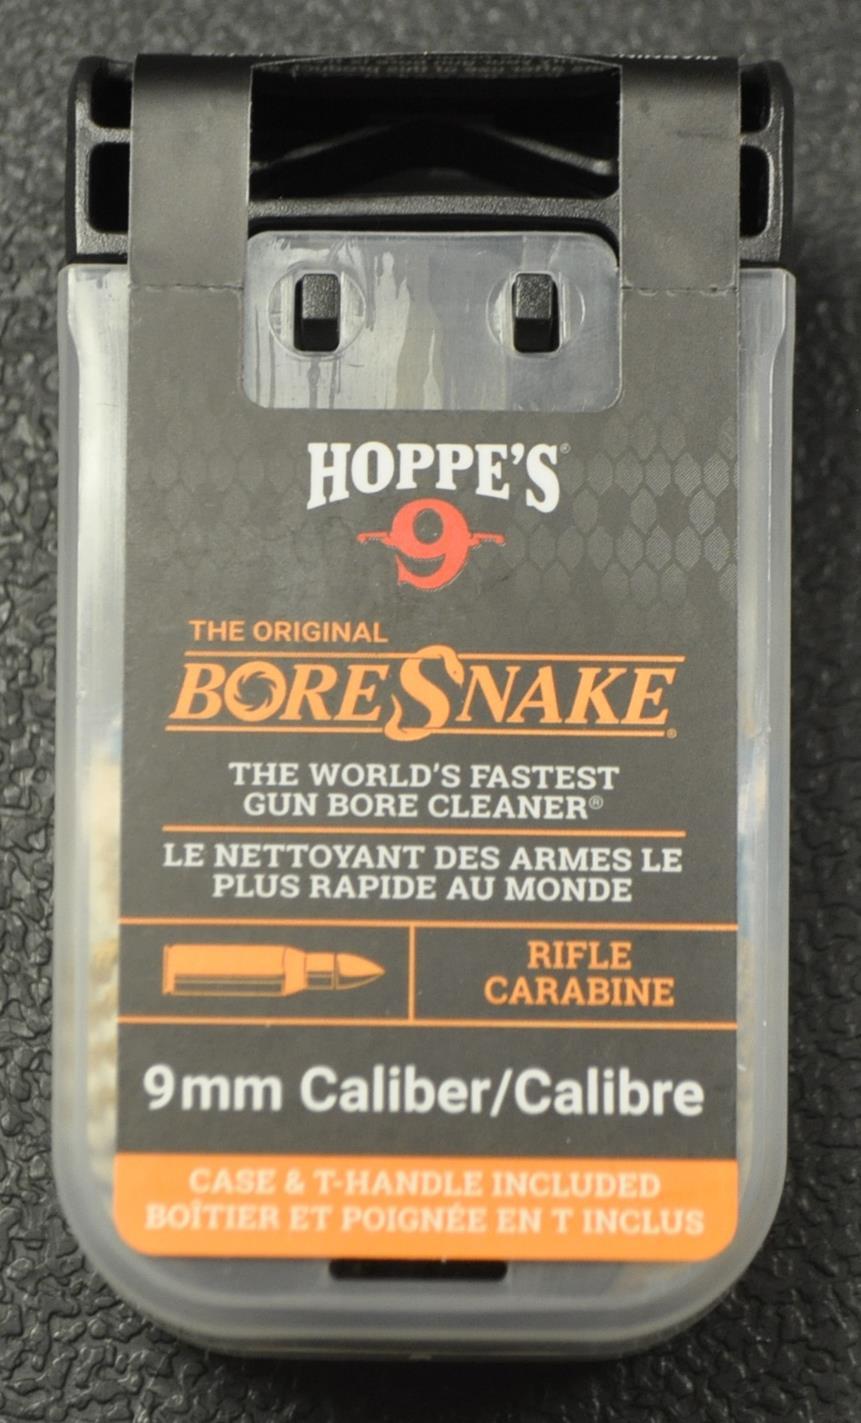 HOPPE'S®
9
THE ORIGINAL
BORESNAKE®
THE WORLD'S FASTEST
GUN BORE CLEANER®
LE NETTOYANT DES ARMES LE
PLUS RAPIDE AU MONDE
RIFLE
CARABINE
9mm Caliber/Calibre
CASE & T-HANDLE INCLUDED
BOÎTIER ET POIGNÉE EN T INCLUS